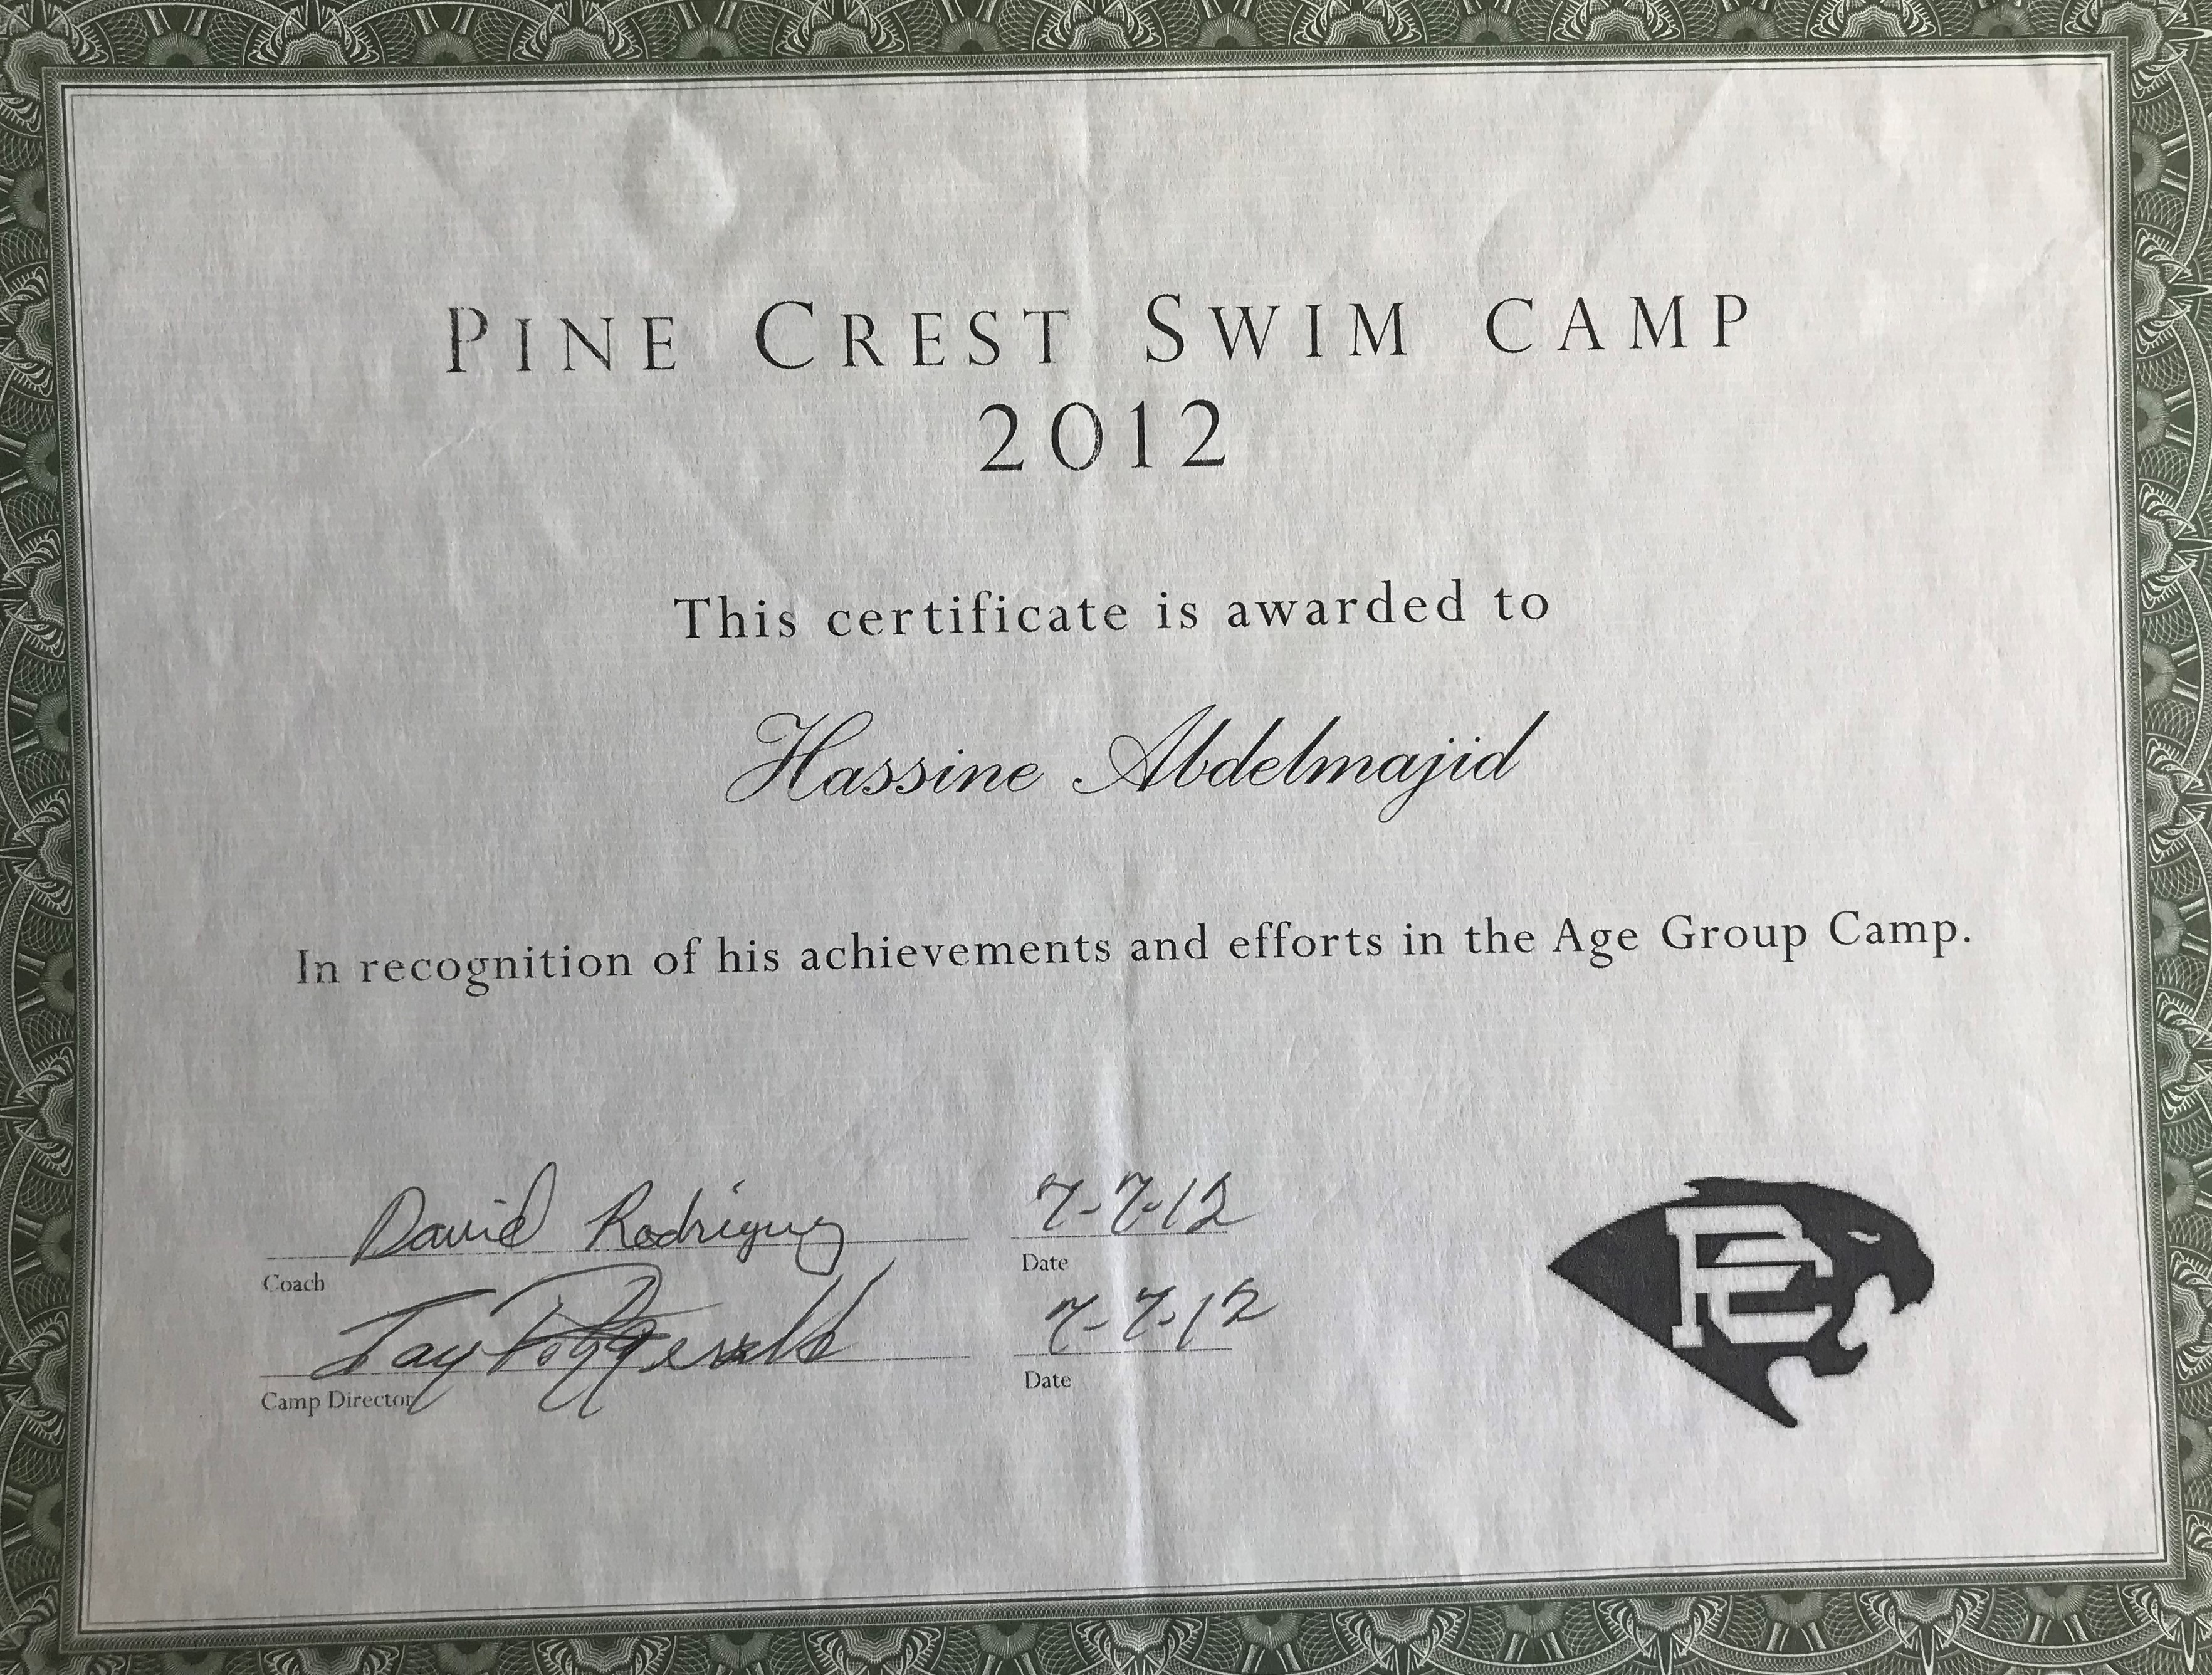 PINE CREST SWIM CAMP
2012
This certificate is awarded to
Hassine Abdelmajid
In recognition of his achievements and efforts in the Age Group Camp.
David Rodriguez 7-7-12
Coach Date
Jay Fitzgerald 7-7-12
Camp Director Date
PC